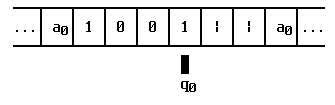 ... a₀ 1 0 0 1 ¦ ¦ a₀ ...
q₀